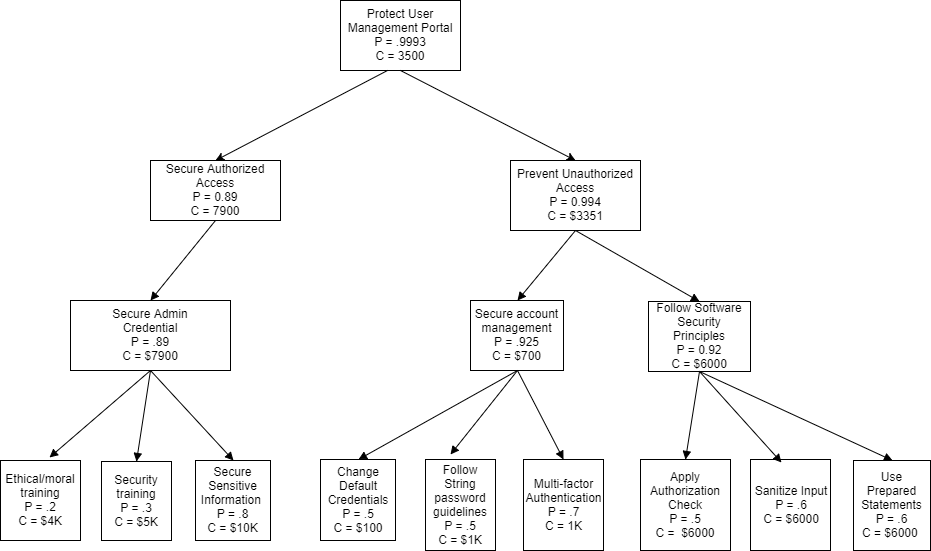 Protect User
Management Portal
P = .9993
C = 3500
Secure Authorized
Access
P = 0.89
C = 7900
Prevent Unauthorized
Access
P = 0.994
C = $3351
Secure Admin
Credential
P = .89
C = $7900
Secure account
management
P = .925
C = $700
Follow Software
Security
Principles
P = 0.92
C = $6000
Ethical/moral
training
P = .2
C = $4K
Security
training
P = .3
C = $5K
Secure
Sensitive
Information
P = .8
C = $10K
Change
Default
Credentials
P = .5
C = $100
Follow
String
password
guidelines
P = .5
C = $1K
Multi-factor
Authentication
P = .7
C = 1K
Apply
Authorization
Check
P = .5
C = $6000
Sanitize Input
P = .6
C = $6000
Use
Prepared
Statements
P = .6
C = $6000